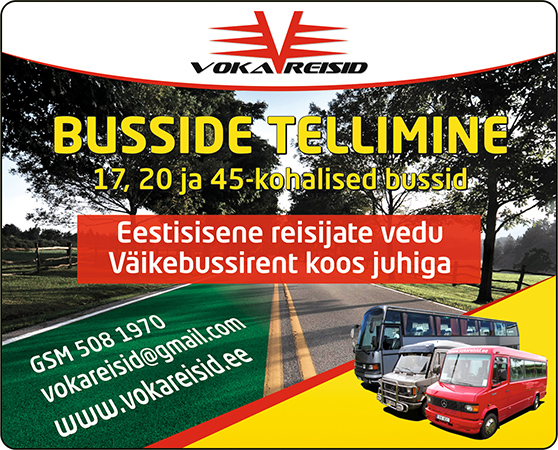 VOKA REISID
BUSSIDE TELLIMINE
17, 20 ja 45-kohalised bussid
Eestisisene reisijate vedu
Väikebussirent koos juhiga
GSM 508 1970
vokareisid@gmail.com
www.vokareisid.ee